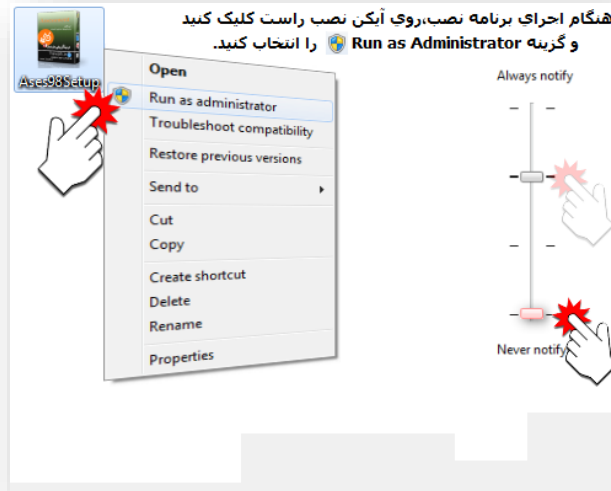 هنگام اجراي برنامه نصب،روي آيكن نصب راست كليک كنيد
و گزينه Run as Administrator را انتخاب كنيد.
Ases98Setup
Open
Run as administrator
Troubleshoot compatibility
Restore previous versions
Send to
Cut
Copy
Create shortcut
Delete
Rename
Properties
Always notify
Never notify